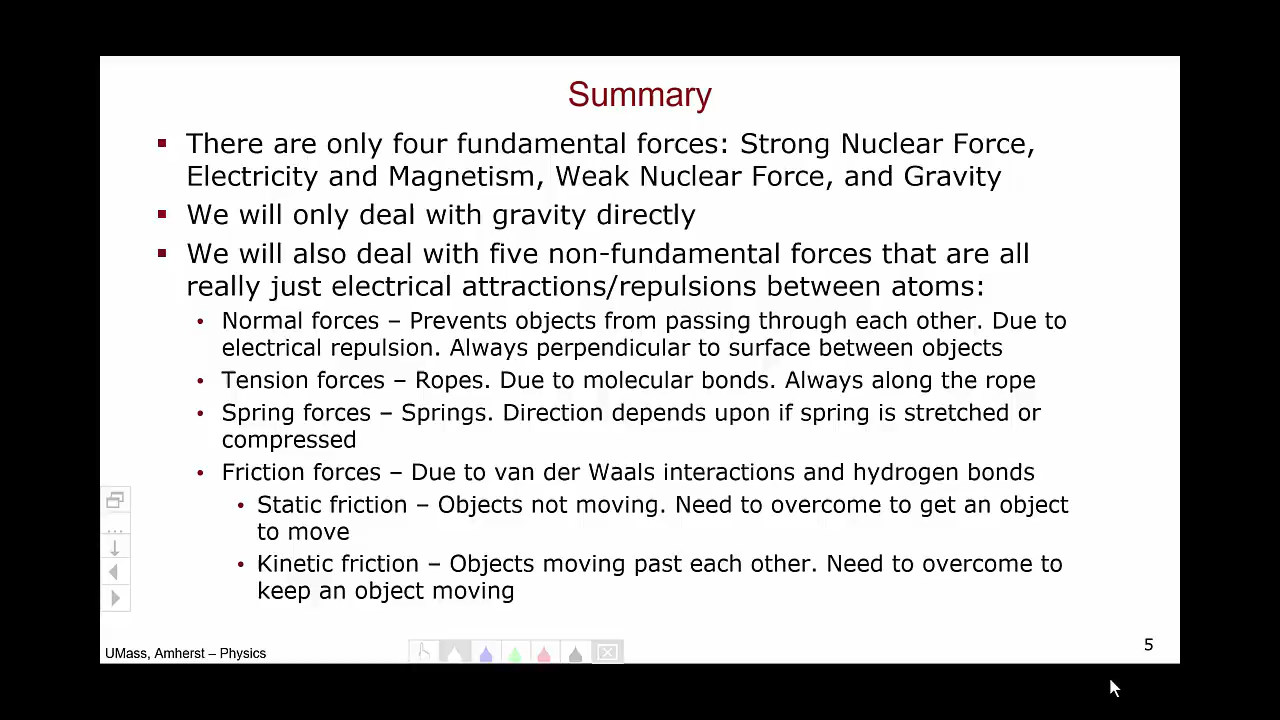 Summary
▪ There are only four fundamental forces: Strong Nuclear Force,
Electricity and Magnetism, Weak Nuclear Force, and Gravity
▪ We will only deal with gravity directly
▪ We will also deal with five non-fundamental forces that are all
really just electrical attractions/repulsions between atoms:
• Normal forces – Prevents objects from passing through each other. Due to
electrical repulsion. Always perpendicular to surface between objects
• Tension forces – Ropes. Due to molecular bonds. Always along the rope
• Spring forces – Springs. Direction depends upon if spring is stretched or
compressed
• Friction forces – Due to van der Waals interactions and hydrogen bonds
• Static friction – Objects not moving. Need to overcome to get an object
to move
• Kinetic friction – Objects moving past each other. Need to overcome to
keep an object moving
UMass, Amherst – Physics
5